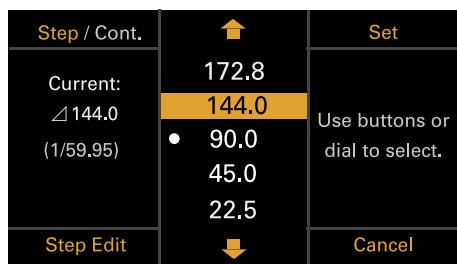 Step / Cont.
Current:
⊿144.0
(1/59.95)
Step Edit
172.8
144.0
90.0
45.0
22.5
Set
Use buttons or
dial to select.
Cancel